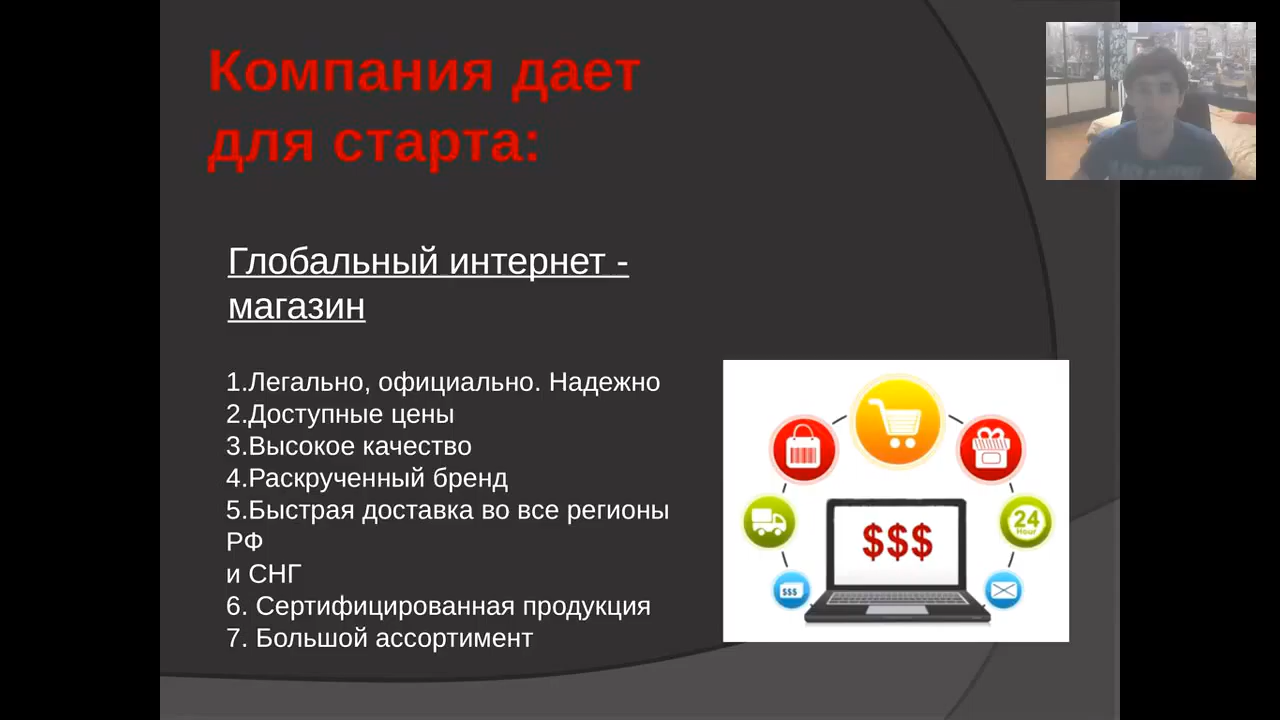 Компания дает
для старта:
Глобальный интернет -
магазин
1.Легально, официально. Надежно
2.Доступные цены
3.Высокое качество
4.Раскрученный бренд
5.Быстрая доставка во все регионы
РФ
и СНГ
6. Сертифицированная продукция
7. Большой ассортимент
$$$
24
Hour
$$$